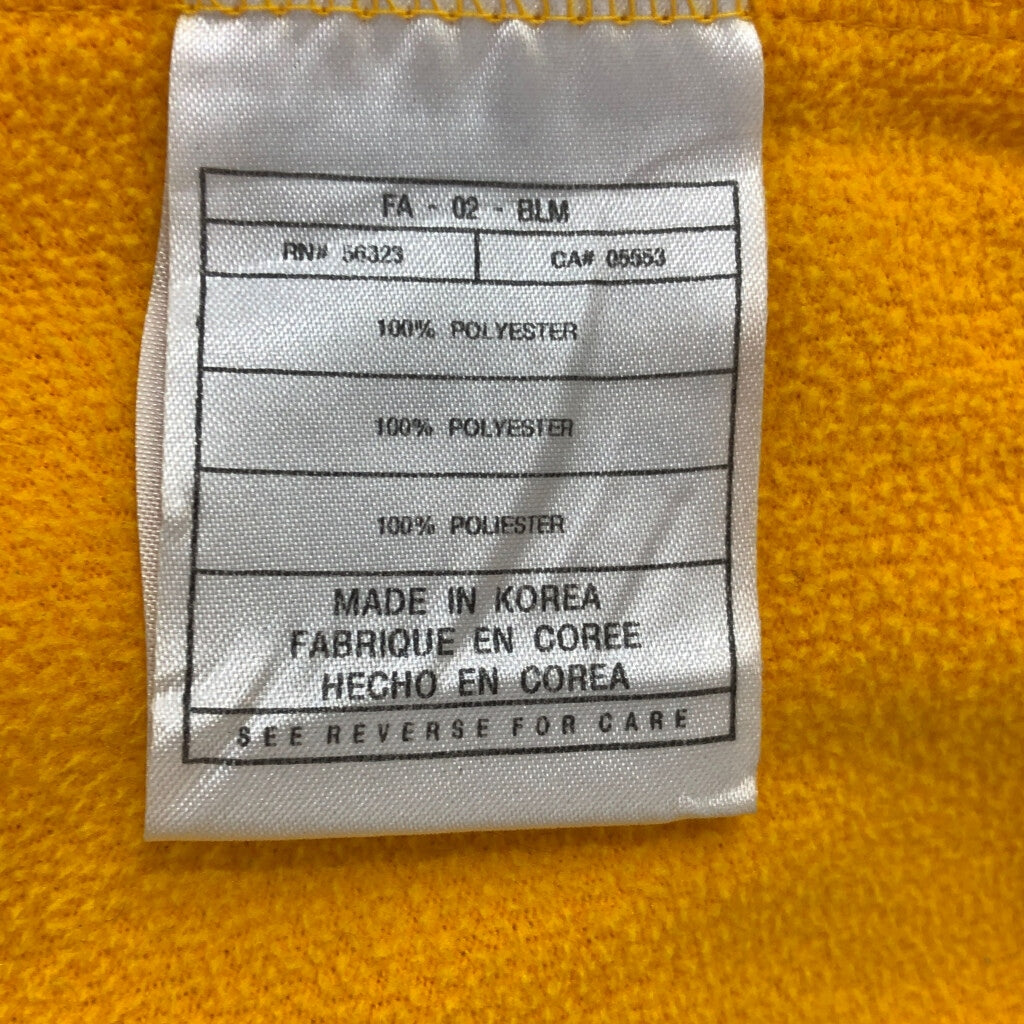 FA - 02 - BLM
RN# 56323 CA# 05553
100% POLYESTER
100% POLYESTER
100% POLIESTER
MADE IN KOREA
FABRIQUE EN COREE
HECHO EN COREA
SEE REVERSE FOR CARE